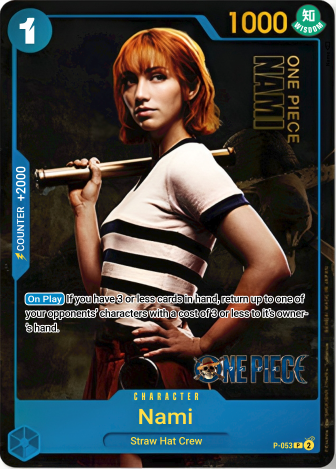 1
1000
知
WISDOM
ONE PIECE
NAMI
COUNTER +2000
On Play If you have 3 or less cards in hand, return up to one of
your opponents' characters with a cost of 3 or less to it's owner-
's hand.
ONE PIECE
CHARACTER
Nami
Straw Hat Crew
P-053 P 2